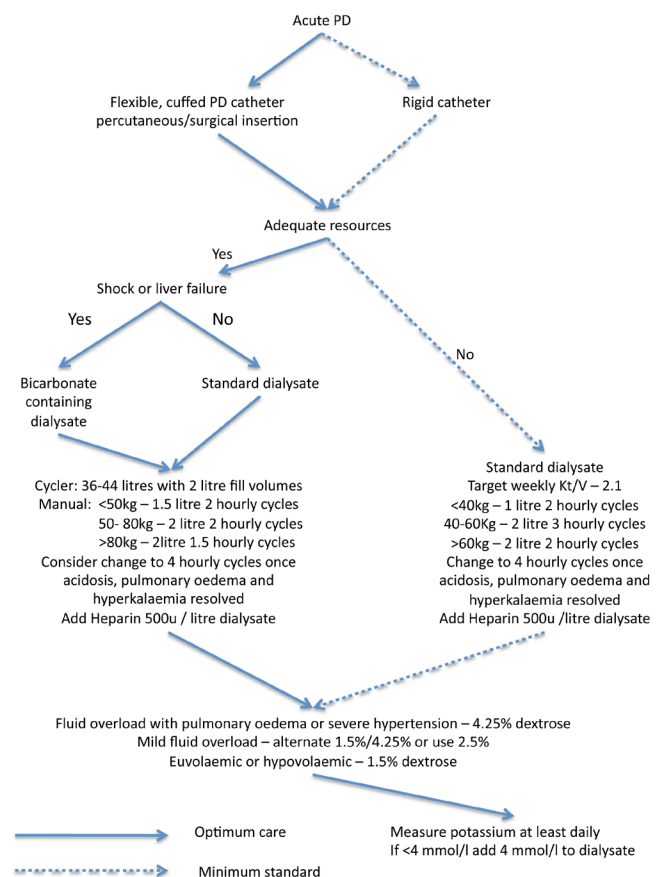 Acute PD
Flexible, cuffed PD catheter
percutaneous/surgical insertion
Rigid catheter
Adequate resources
Yes
Shock or liver failure
Yes
No
No
Bicarbonate
containing
dialysate
Standard dialysate
Cycler: 36-44 litres with 2 litre fill volumes
Manual: <50kg – 1.5 litre 2 hourly cycles
50- 80kg – 2 litre 2 hourly cycles
>80kg – 2litre 1.5 hourly cycles
Consider change to 4 hourly cycles once
acidosis, pulmonary oedema and
hyperkalaemia resolved
Add Heparin 500u / litre dialysate
Standard dialysate
Target weekly Kt/V – 2.1
<40kg – 1 litre 2 hourly cycles
40-60Kg – 2 litre 3 hourly cycles
>60kg – 2 litre 2 hourly cycles
Change to 4 hourly cycles once
acidosis, pulmonary oedema and
hyperkalaemia resolved
Add Heparin 500u /litre dialysate
Fluid overload with pulmonary oedema or severe hypertension – 4.25% dextrose
Mild fluid overload – alternate 1.5%/4.25% or use 2.5%
Euvolaemic or hypovolaemic – 1.5% dextrose
Optimum care
Minimum standard
Measure potassium at least daily
If <4 mmol/l add 4 mmol/l to dialysate